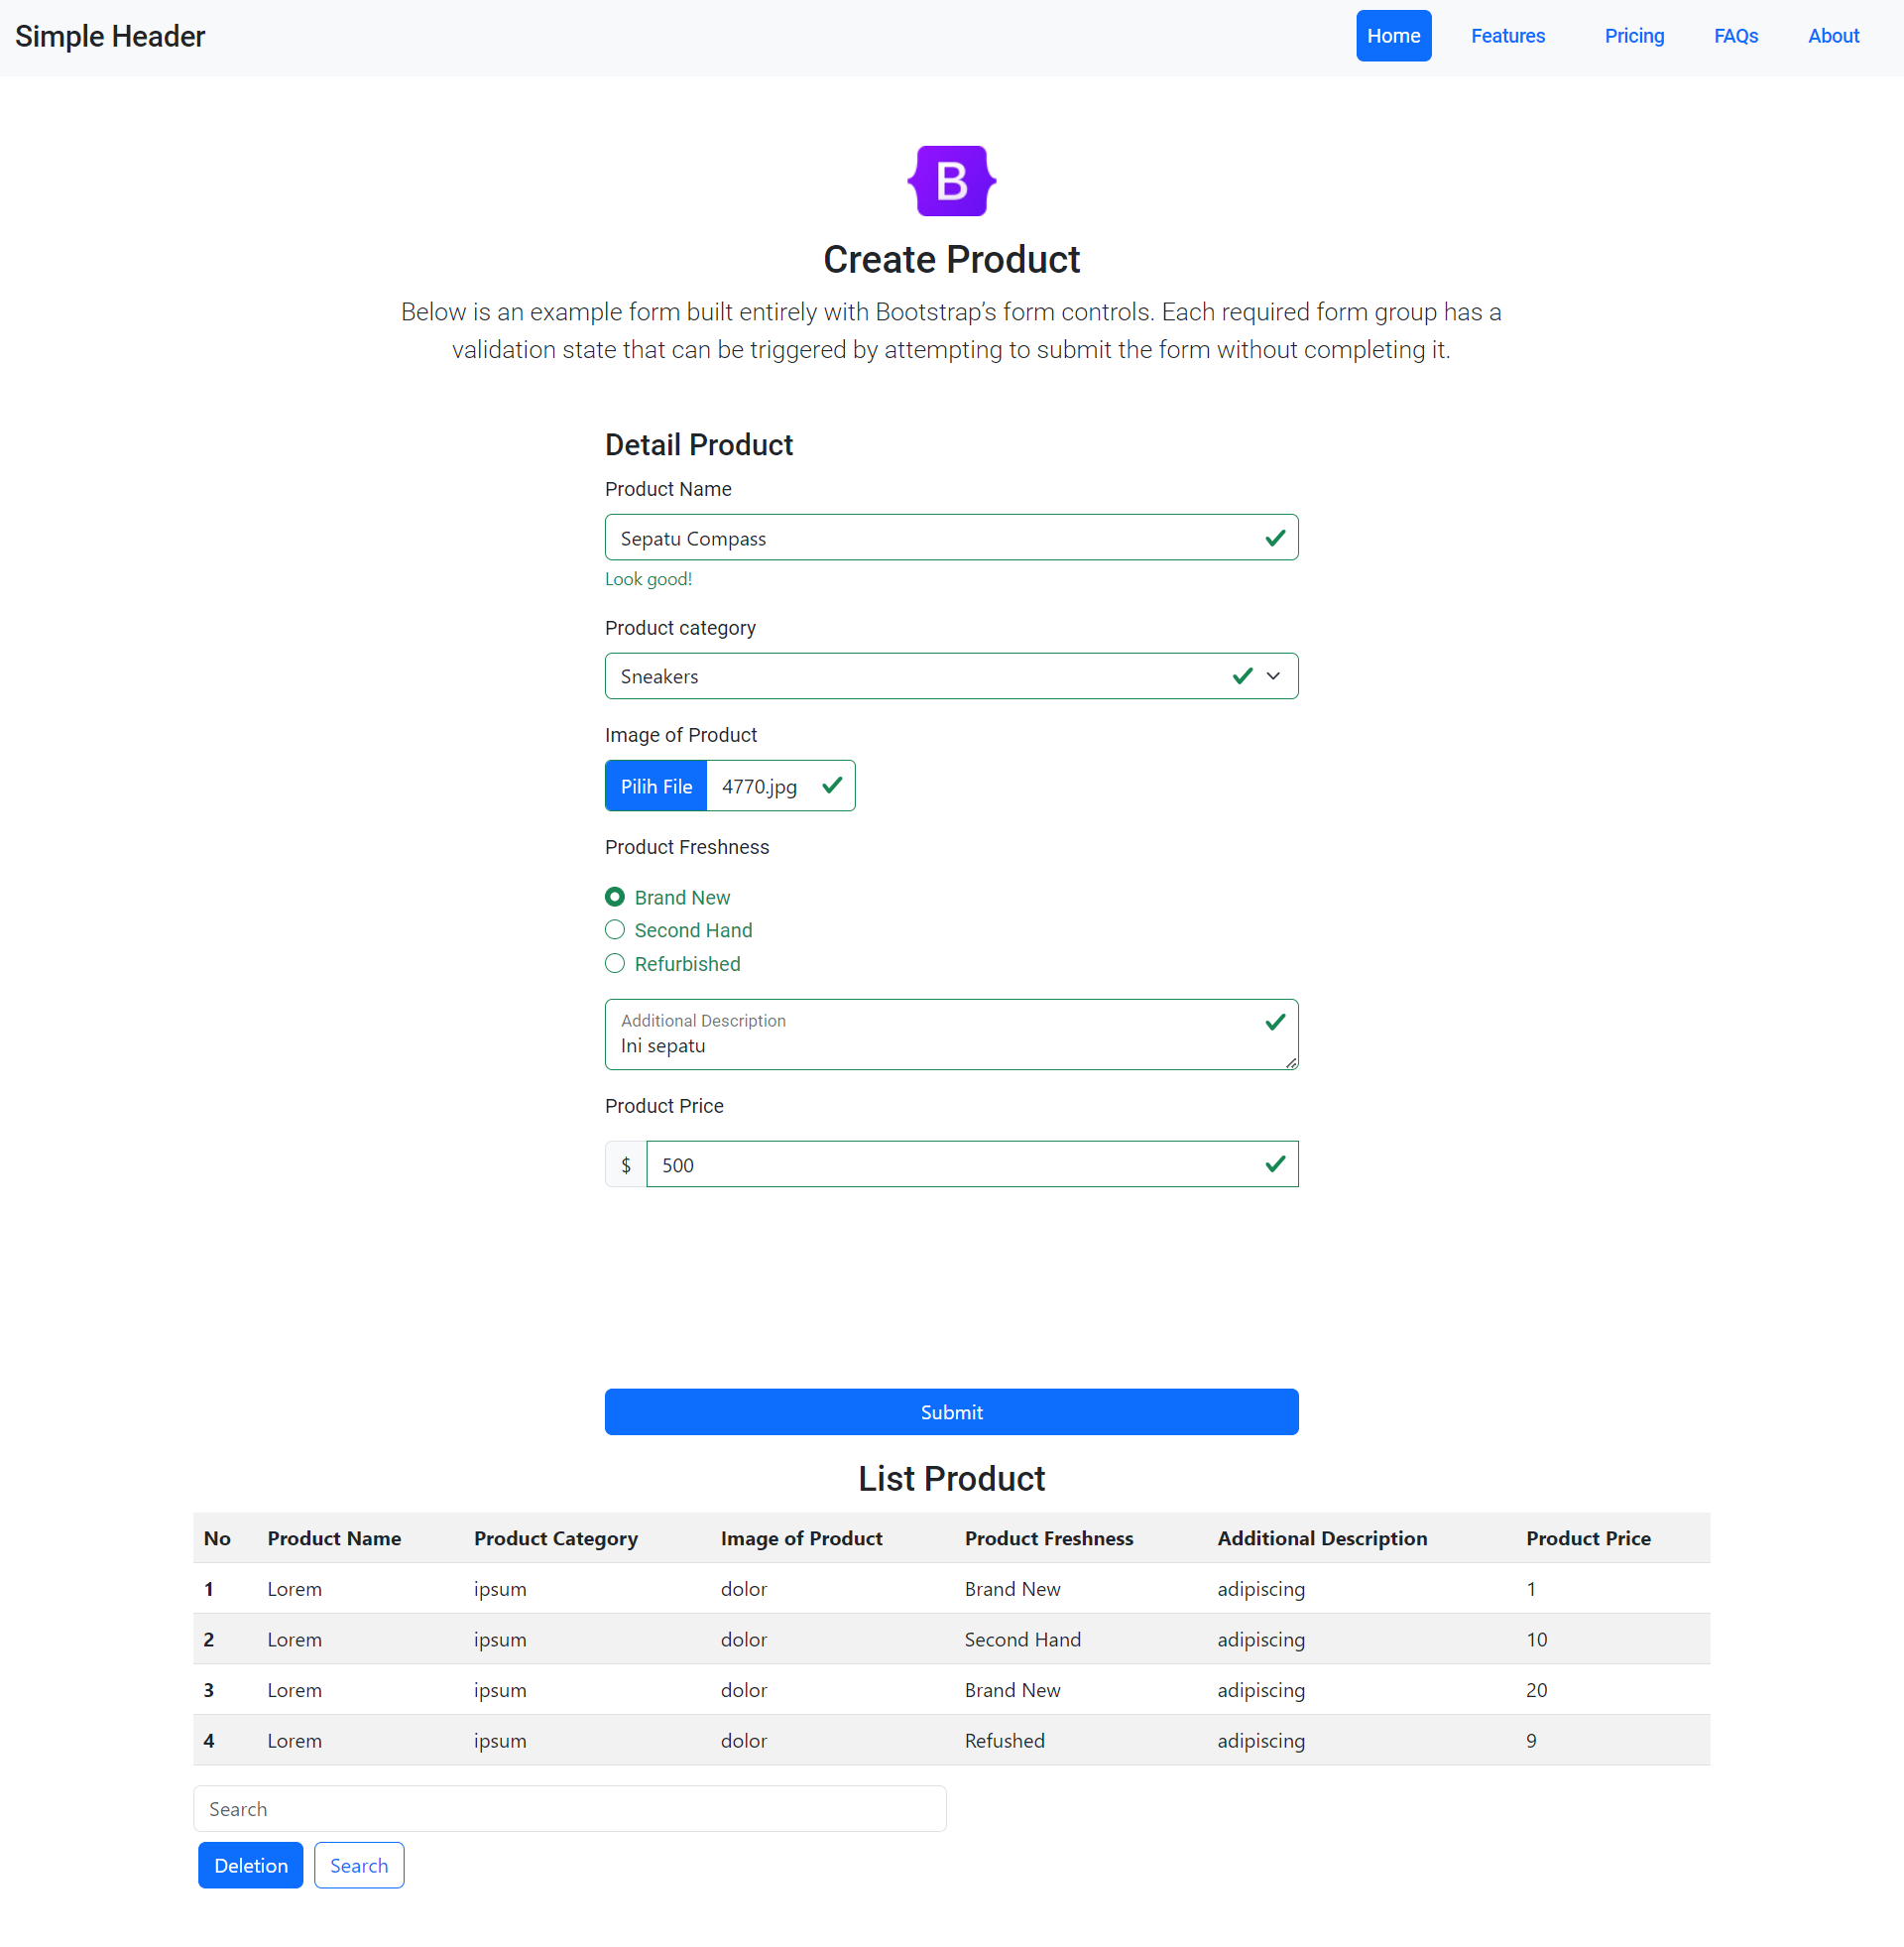 Simple Header
Home Features Pricing FAQs About
B
Create Product
Below is an example form built entirely with Bootstrap’s form controls. Each required form group has a
validation state that can be triggered by attempting to submit the form without completing it.
Detail Product
Product Name
Sepatu Compass
Look good!
Product category
Sneakers
Image of Product
Pilih File 4770.jpg
Product Freshness
Brand New
Second Hand
Refurbished
Additional Description
Ini sepatu
Product Price
$ 500
Submit
List Product
No Product Name Product Category Image of Product Product Freshness Additional Description Product Price
1 Lorem ipsum dolor Brand New adipiscing 1
2 Lorem ipsum dolor Second Hand adipiscing 10
3 Lorem ipsum dolor Brand New adipiscing 20
4 Lorem ipsum dolor Refushed adipiscing 9
Search
Deletion Search